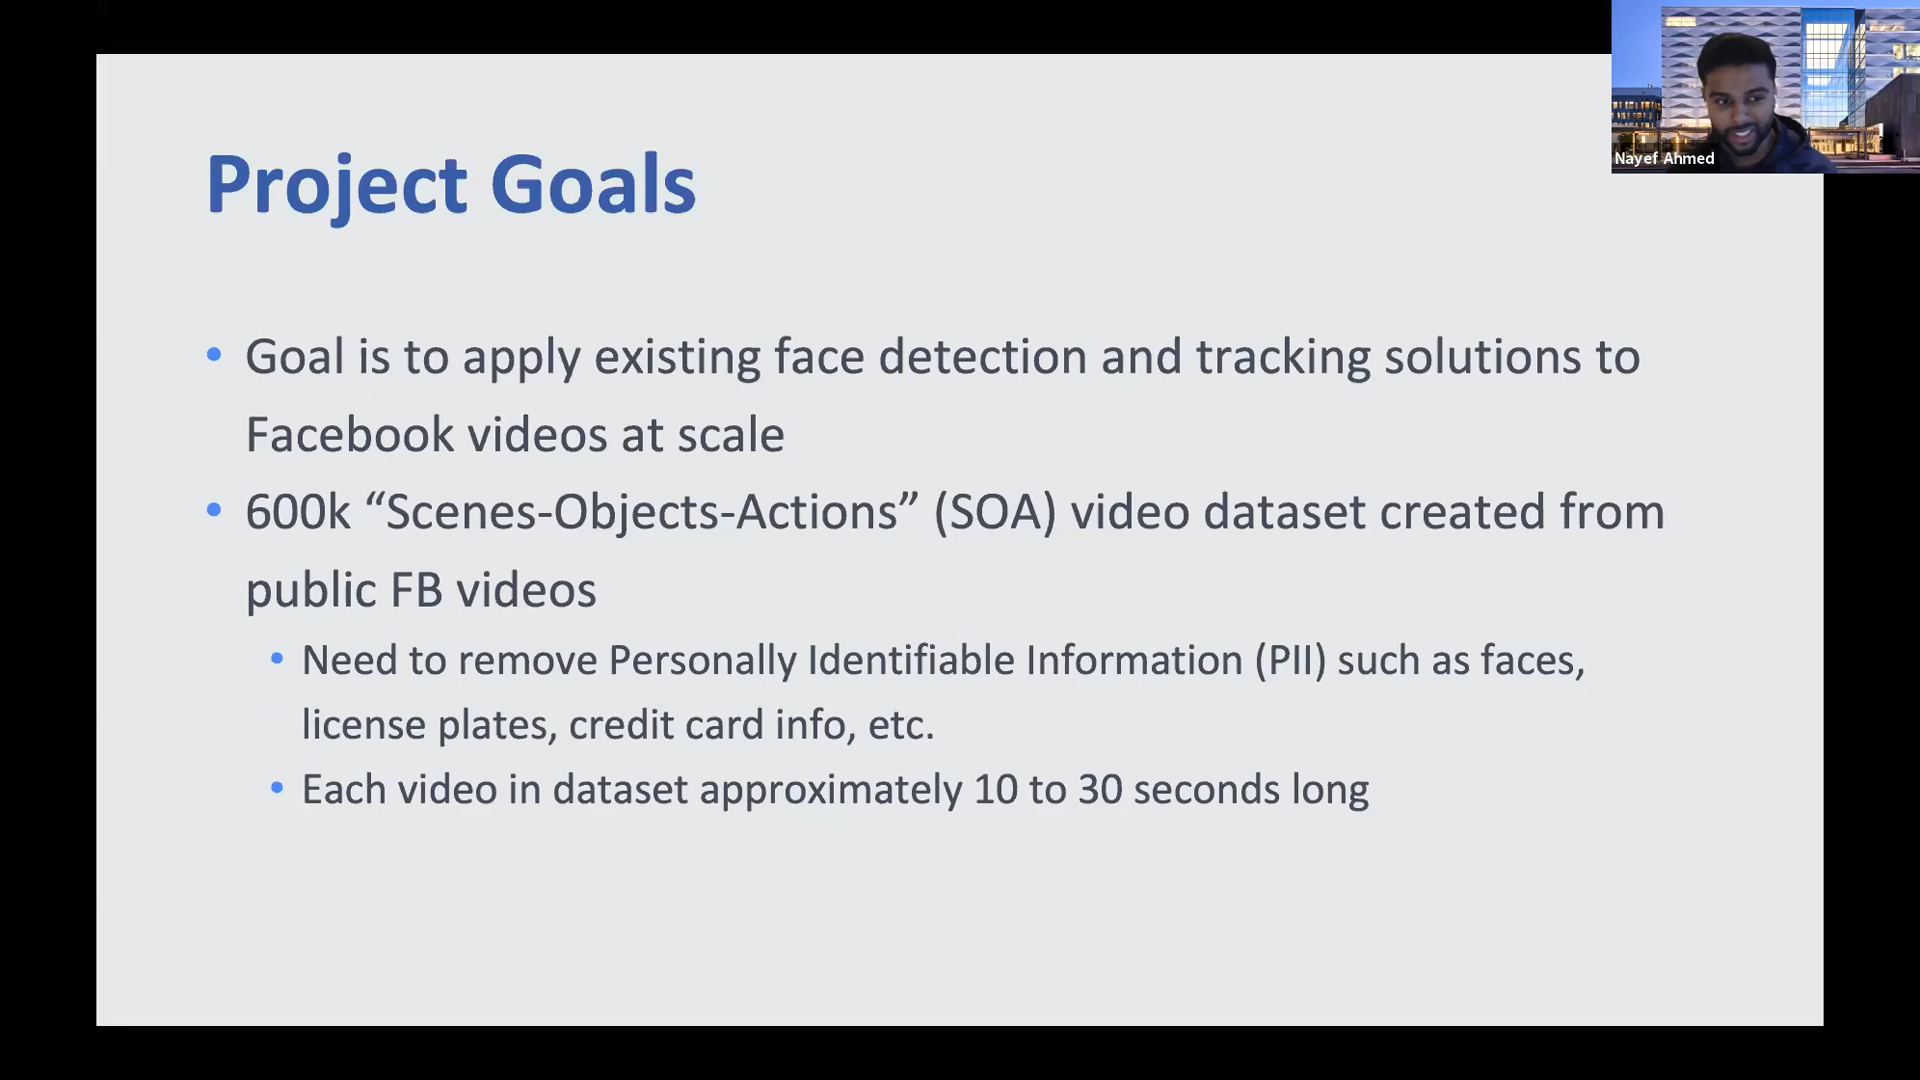 Nayef Ahmed
Project Goals
• Goal is to apply existing face detection and tracking solutions to
Facebook videos at scale
• 600k “Scenes-Objects-Actions” (SOA) video dataset created from
public FB videos
• Need to remove Personally Identifiable Information (PII) such as faces,
license plates, credit card info, etc.
• Each video in dataset approximately 10 to 30 seconds long